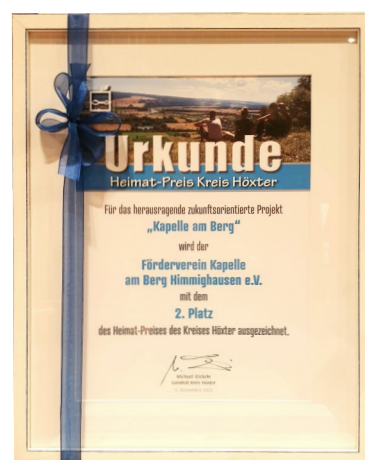 Urkunde
Heimat-Preis Kreis Höxter
Für das herausragende zukunftsorientierte Projekt
„Kapelle am Berg“
wird der
Förderverein Kapelle
am Berg Himmighausen e.V.
mit dem
2. Platz
des Heimat-Preises des Kreises Höxter ausgezeichnet.
Michael Stickeln
Landrat Kreis Höxter